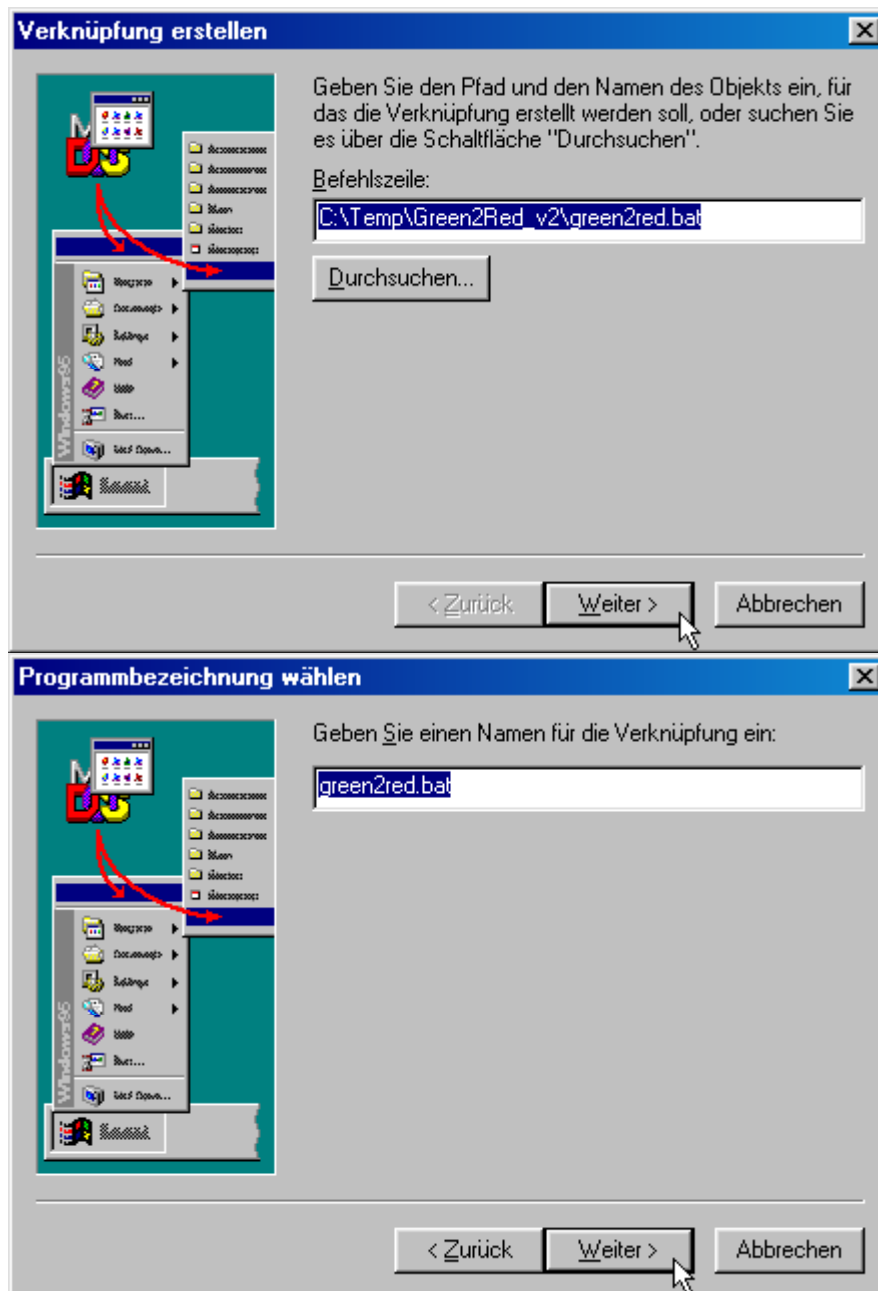 Verknüpfung erstellen
Geben Sie den Pfad und den Namen des Objekts ein, für
das die Verknüpfung erstellt werden soll, oder suchen Sie
es über die Schaltfläche "Durchsuchen".
Befehlszeile:
C:\Temp\Green2Red_v2\green2red.bat
Durchsuchen...
Windows95
< Zurück
Weiter >
Abbrechen
Programmbezeichnung wählen
Geben Sie einen Namen für die Verknüpfung ein:
green2red.bat
Windows95
< Zurück
Weiter >
Abbrechen